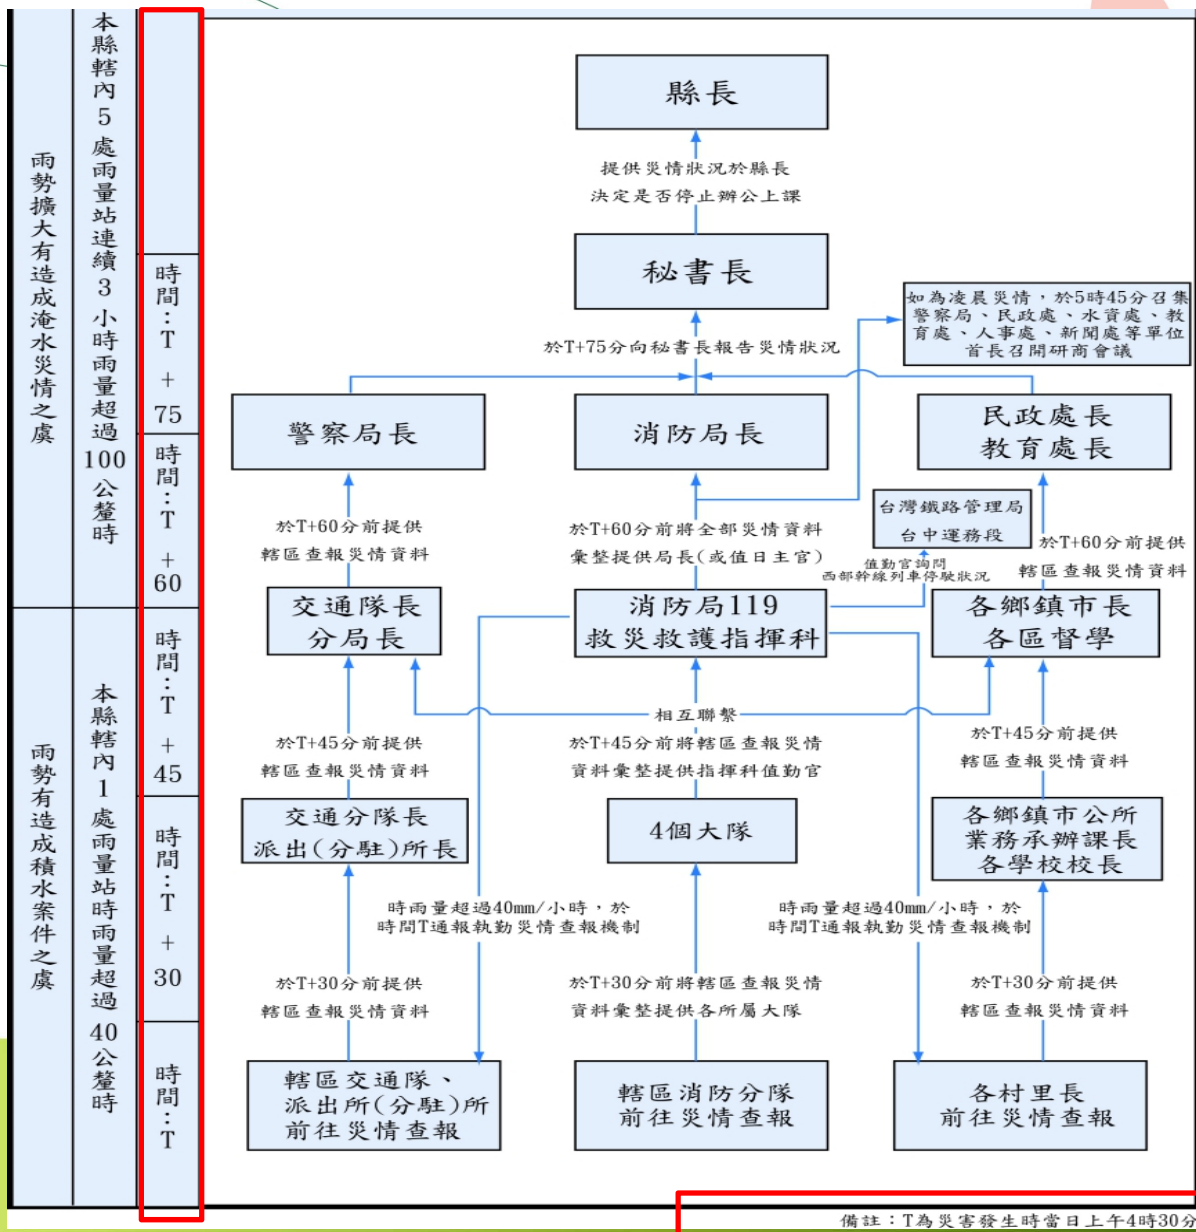 雨勢擴大有造成淹水災情之虞
本縣轄內5處雨量站連續3小時雨量超過100公釐時
雨勢有造成積水案件之虞
本縣轄內1處雨量站時雨量超過40公釐時
時間:T+75
時間:T+60
時間:T+45
時間:T+30
時間:T
縣長
提供災情狀況於縣長
決定是否停止辦公上課
秘書長
如為凌晨災情,於5時45分召集
警察局、民政處、水資處、教
育處、人事處、新聞處等單位
首長召開研商會議
於T+75分向秘書長報告災情狀況
警察局長
消防局長
民政處長
教育處長
於T+60分前提供
轄區查報災情資料
於T+60分前將全部災情資料
彙整提供局長(或值日主官)
台灣鐵路管理局
台中運務段
值勤官詢問
西部幹線列車停駛狀況
於T+60分前提供
轄區查報災情資料
交通隊長
分局長
消防局119
救災救護指揮科
各鄉鎮市長
各區督學
相互聯繫
於T+45分前提供
轄區查報災情資料
於T+45分前將轄區查報災情
資料彙整提供指揮科值勤官
於T+45分前提供
轄區查報災情資料
交通分隊長
派出(分駐)所長
4個大隊
各鄉鎮市公所
業務承辦課長
各學校校長
時雨量超過40mm/小時,於
時間T通報執勤災情查報機制
時雨量超過40mm/小時,於
時間T通報執勤災情查報機制
於T+30分前提供
轄區查報災情資料
於T+30分前將轄區查報災情
資料彙整提供各所屬大隊
於T+30分前提供
轄區查報災情資料
轄區交通隊、
派出所(分駐)所
前往災情查報
轄區消防分隊
前往災情查報
各村里長
前往災情查報
備註:T為災害發生時當日上午4時30分